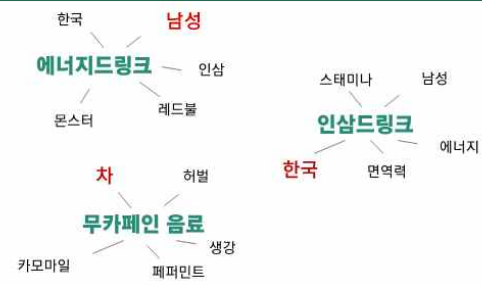 한국
남성
에너지드링크
인삼
몬스터
레드불
스태미나
남성
인삼드링크
에너지
한국
면역력
차
허벌
무카페인 음료
생강
카모마일
페퍼민트